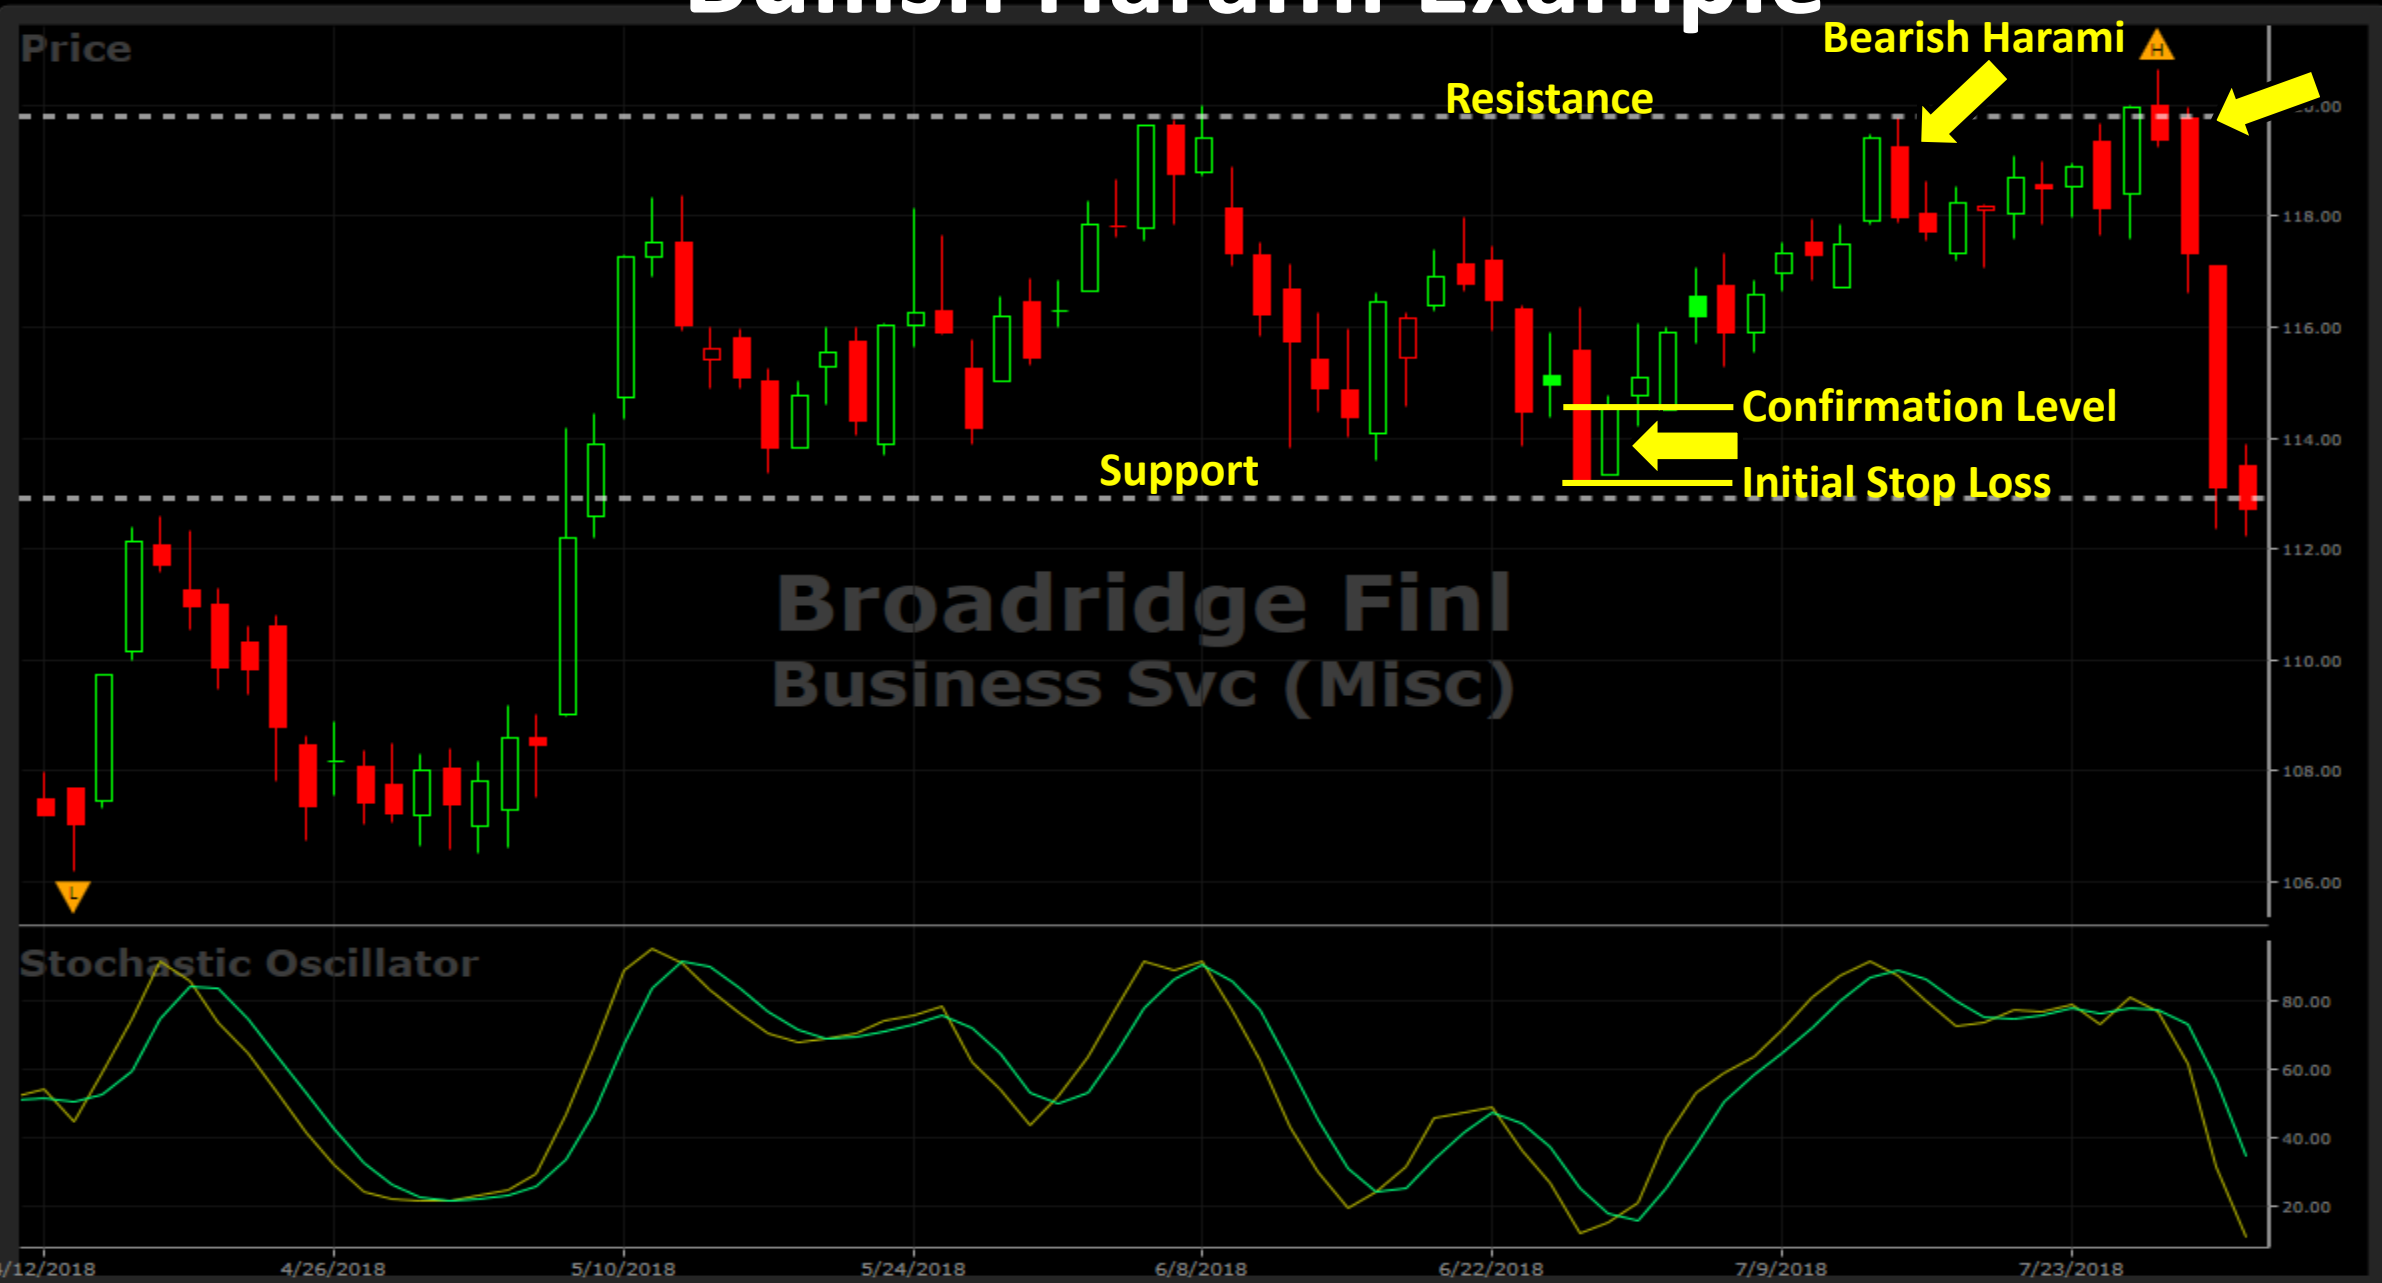 Bullish Harami Example
Price
Bearish Harami
H
Resistance
118.00
116.00
Confirmation Level
114.00
Support
Initial Stop Loss
112.00
Broadridge Finl
Business Svc (Misc)
110.00
108.00
L
106.00
Stochastic Oscillator
80.00
60.00
40.00
20.00
4/26/2018
5/10/2018
5/24/2018
6/8/2018
6/22/2018
7/9/2018
7/23/2018